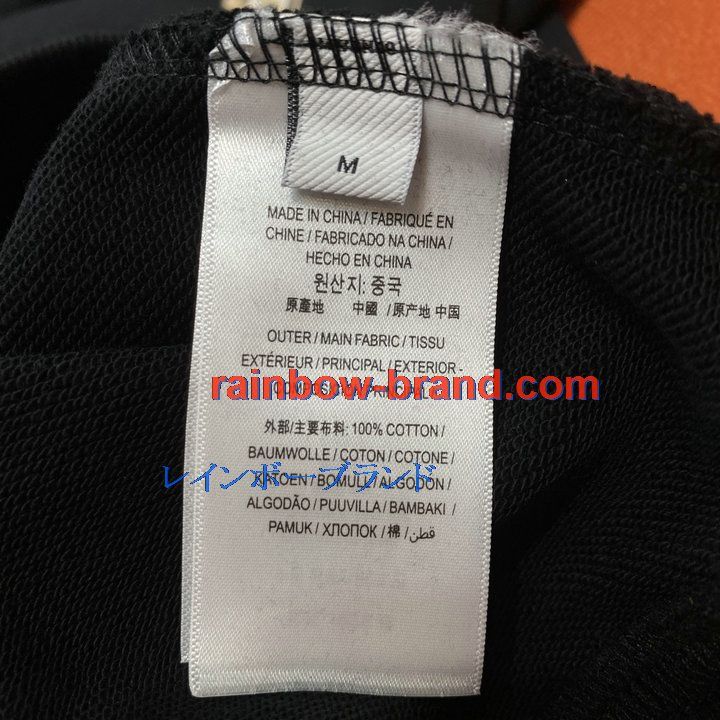 M
MADE IN CHINA / FABRIQUÉ EN
CHINE / FABRICADO NA CHINA /
HECHO EN CHINA
원산지: 중국
原產地 中國 / 原产地 中国
OUTER / MAIN FABRIC / TISSU
EXTÉRIEUR / PRINCIPAL / EXTERIOR -
rainbow-brand.com
外部/主要布料: 100% COTTON /
BAUMWOLLE / COTON / COTONE /
レインボーブランド
KATOEN / BOMULL / ALGODON /
ALGODÃO / PUUVILLA / BAMBAKI /
PAMUK / ХЛОПОК / 棉 / قطن